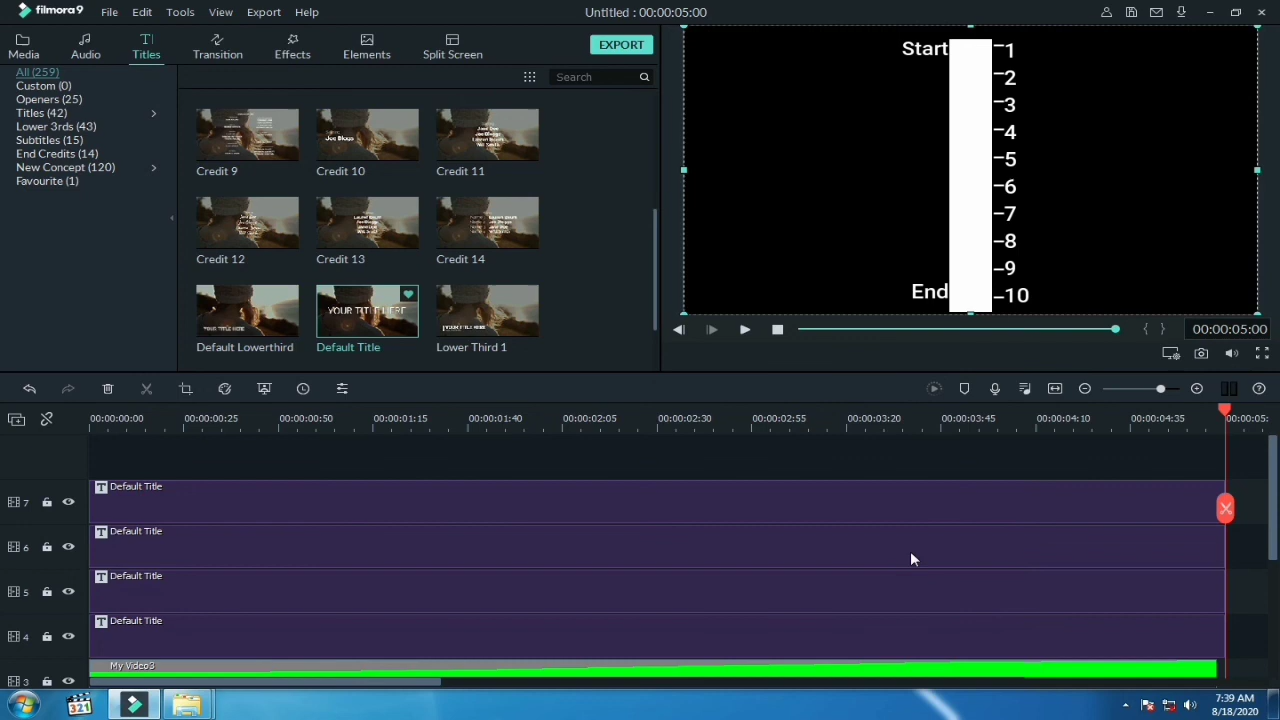 filmora9 File Edit Tools View Export Help Untitled : 00:00:05:00
Media Audio Titles Transition Effects Elements Split Screen EXPORT
All (259)
Custom (0)
Openers (25)
Titles (42)
Lower 3rds (43)
Subtitles (15)
End Credits (14)
New Concept (120)
Favourite (1)
Search
Credit 9 Credit 10 Credit 11
Credit 12 Credit 13 Credit 14
YOUR TITLE HERE YOUR TITLE HERE YOUR TITLE HERE
Default Lowerthird Default Title Lower Third 1
Start 1
2
3
4
5
6
7
8
9
End 10
00:00:05:00
00:00:00:00 00:00:00:25 00:00:00:50 00:00:01:15 00:00:01:40 00:00:02:05 00:00:02:30 00:00:02:55 00:00:03:20 00:00:03:45 00:00:04:10 00:00:04:35 00:00:05:
7 Default Title
6 Default Title
5 Default Title
4 Default Title
My Video3
3
321
7:39 AM
8/18/2020